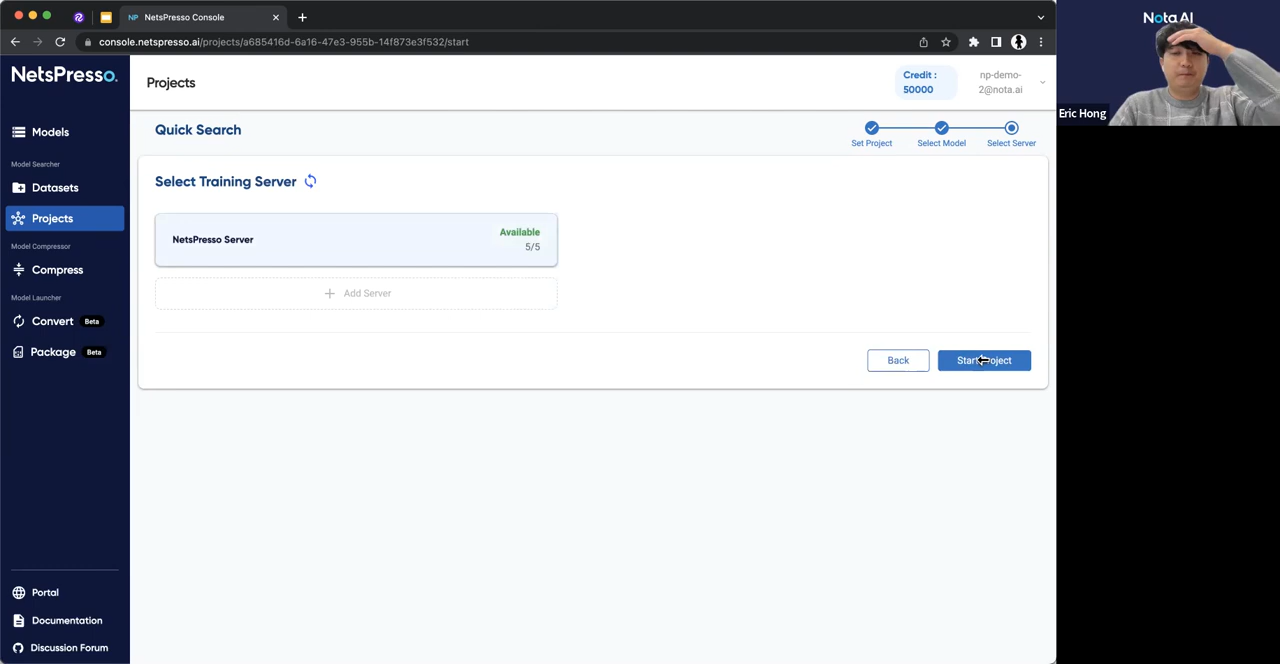 NetsPresso Console
console.netspresso.ai/projects/a685416d-6a16-47e3-955b-14f873e3f532/start
Nota AI
Eric Hong
NetsPresso.
Models
Model Searcher
Datasets
Projects
Model Compressor
Compress
Model Launcher
Convert Beta
Package Beta
Portal
Documentation
Discussion Forum
Projects
Credit :
50000
np-demo-
2@nota.ai
Quick Search
Set Project
Select Model
Select Server
Select Training Server
NetsPresso Server
Available
5/5
Add Server
Back
Start Project